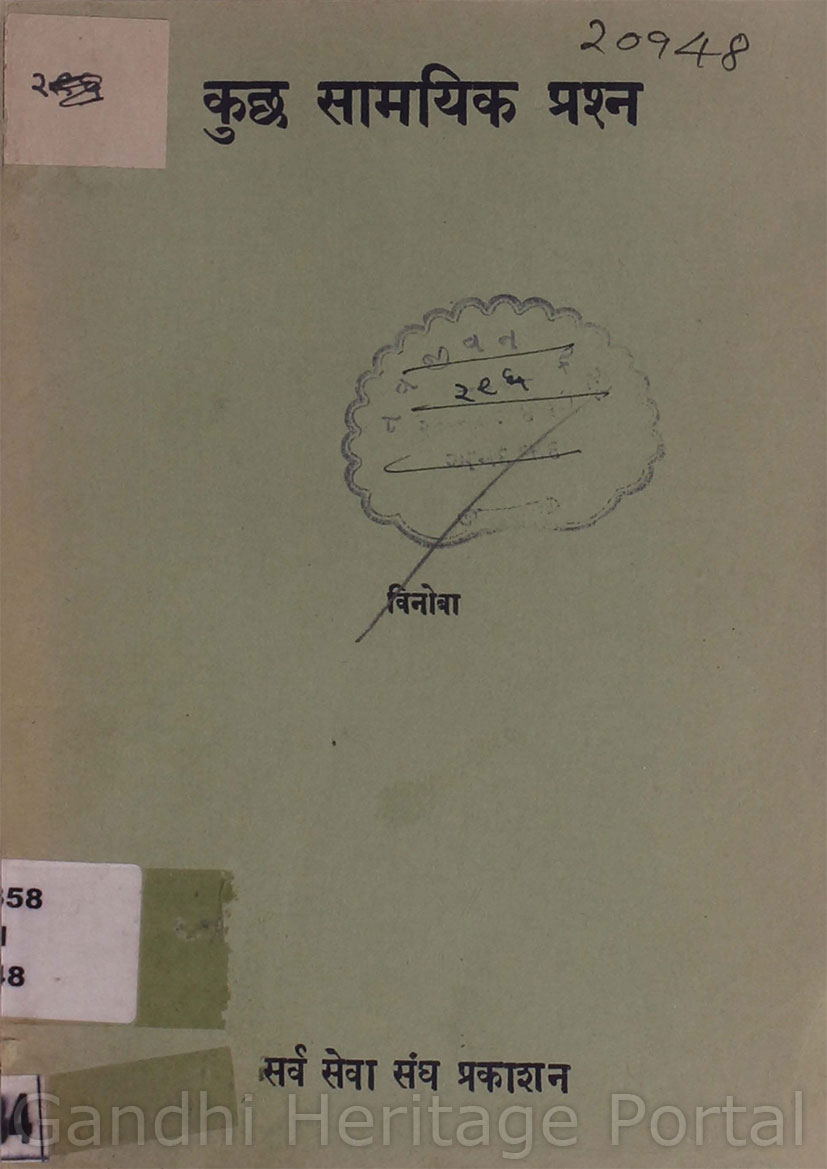 20948
कुछ सामयिक प्रश्न
विनोबा
58
48
सर्व सेवा संघ प्रकाशन
Gandhi Heritage Portal